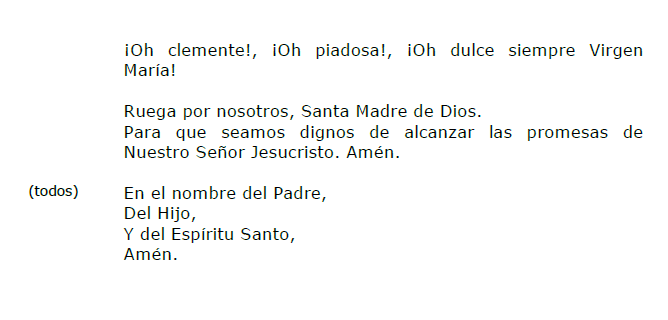 ¡Oh clemente!, ¡Oh piadosa!, ¡Oh dulce siempre Virgen
María!
Ruega por nosotros, Santa Madre de Dios.
Para que seamos dignos de alcanzar las promesas de
Nuestro Señor Jesucristo. Amén.
(todos) En el nombre del Padre,
Del Hijo,
Y del Espíritu Santo,
Amén.